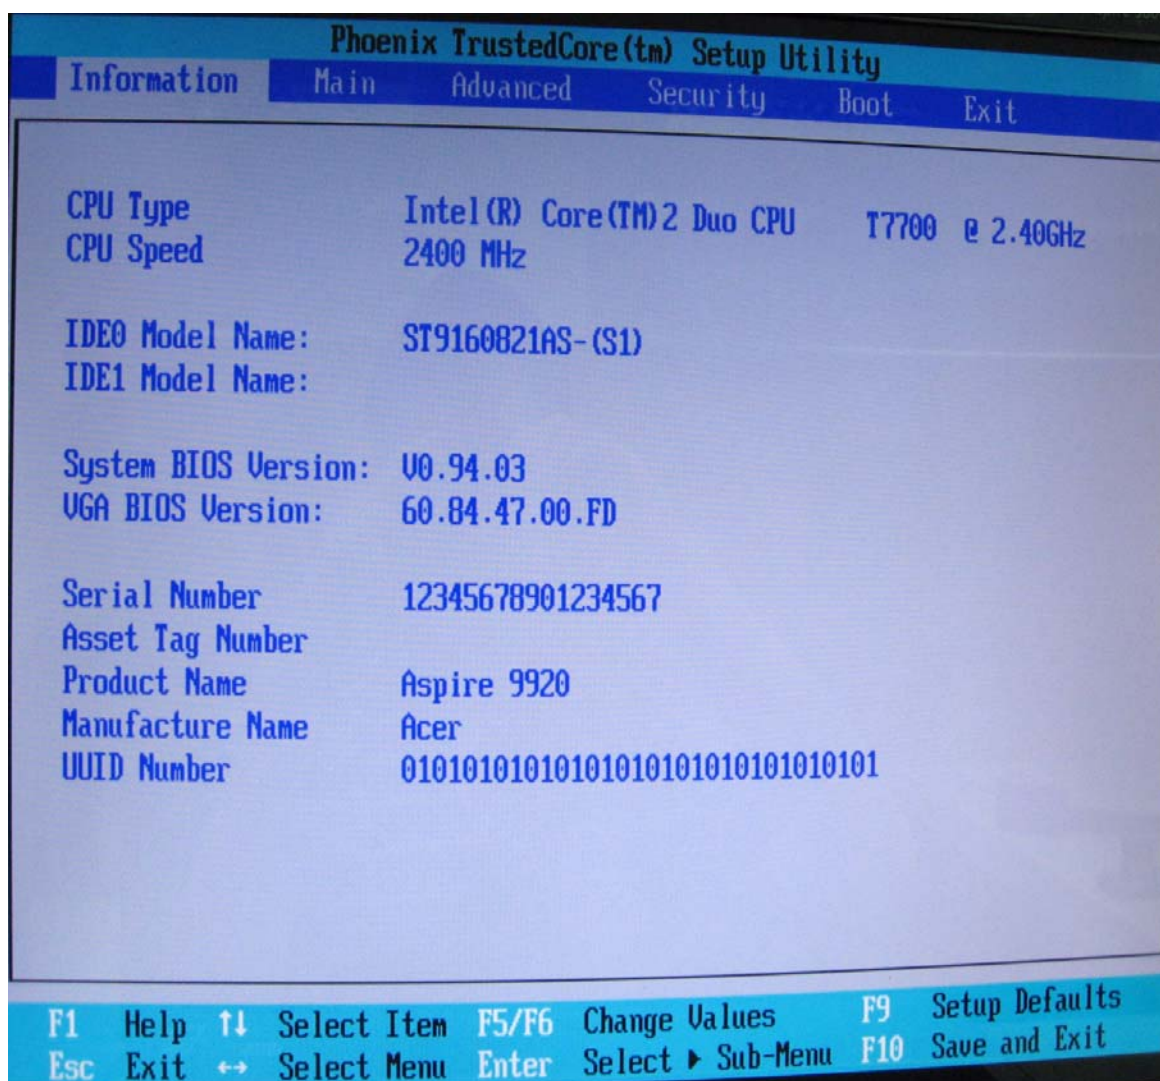 Phoenix TrustedCore(tm) Setup Utility
Information Main Advanced Security Boot Exit
CPU Type Intel(R) Core(TM)2 Duo CPU T7700 @ 2.40GHz
CPU Speed 2400 MHz
IDE0 Model Name: ST9160821AS-(S1)
IDE1 Model Name:
System BIOS Version: V0.94.03
VGA BIOS Version: 60.84.47.00.FD
Serial Number 12345678901234567
Asset Tag Number
Product Name Aspire 9920
Manufacture Name Acer
UUID Number 01010101010101010101010101010101
F1 Help ↑↓ Select Item F5/F6 Change Values F9 Setup Defaults
Esc Exit ↔ Select Menu Enter Select ▶ Sub-Menu F10 Save and Exit